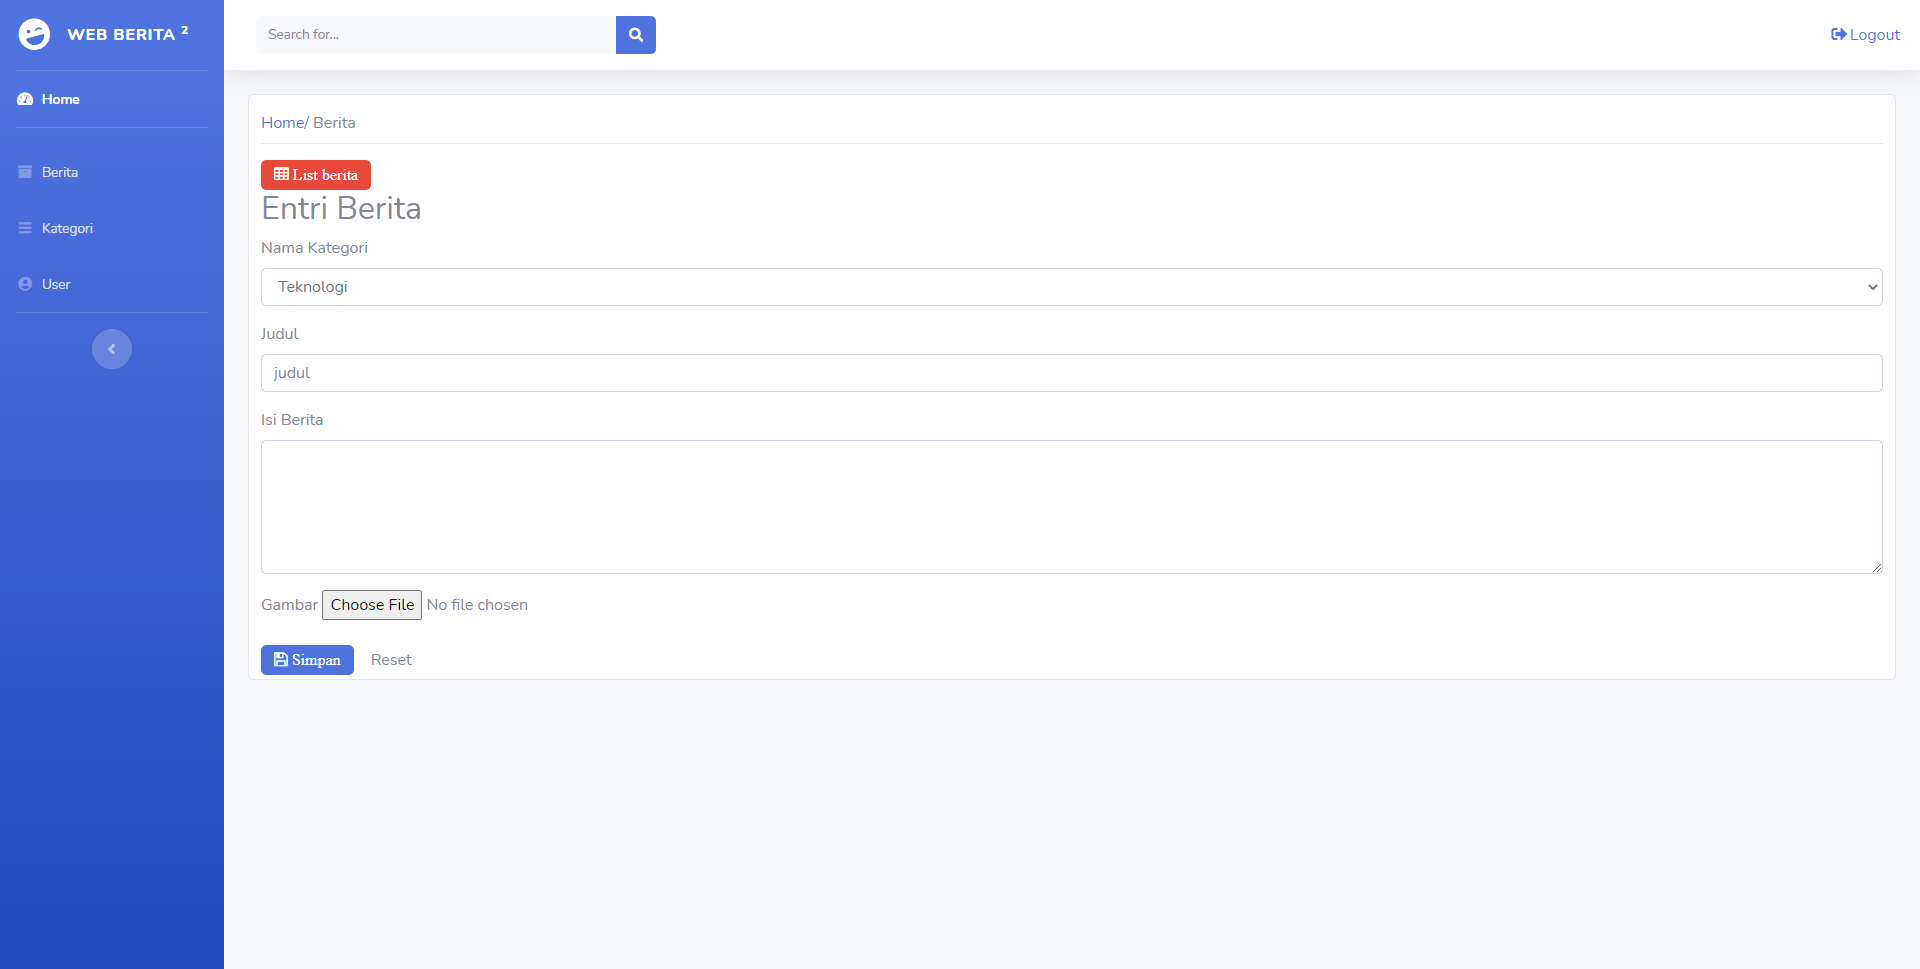 WEB BERITA 2
Search for...
Logout
Home
Berita
Kategori
User
Home/ Berita
List berita
Entri Berita
Nama Kategori
Teknologi
Judul
judul
Isi Berita
Gambar Choose File No file chosen
Simpan Reset